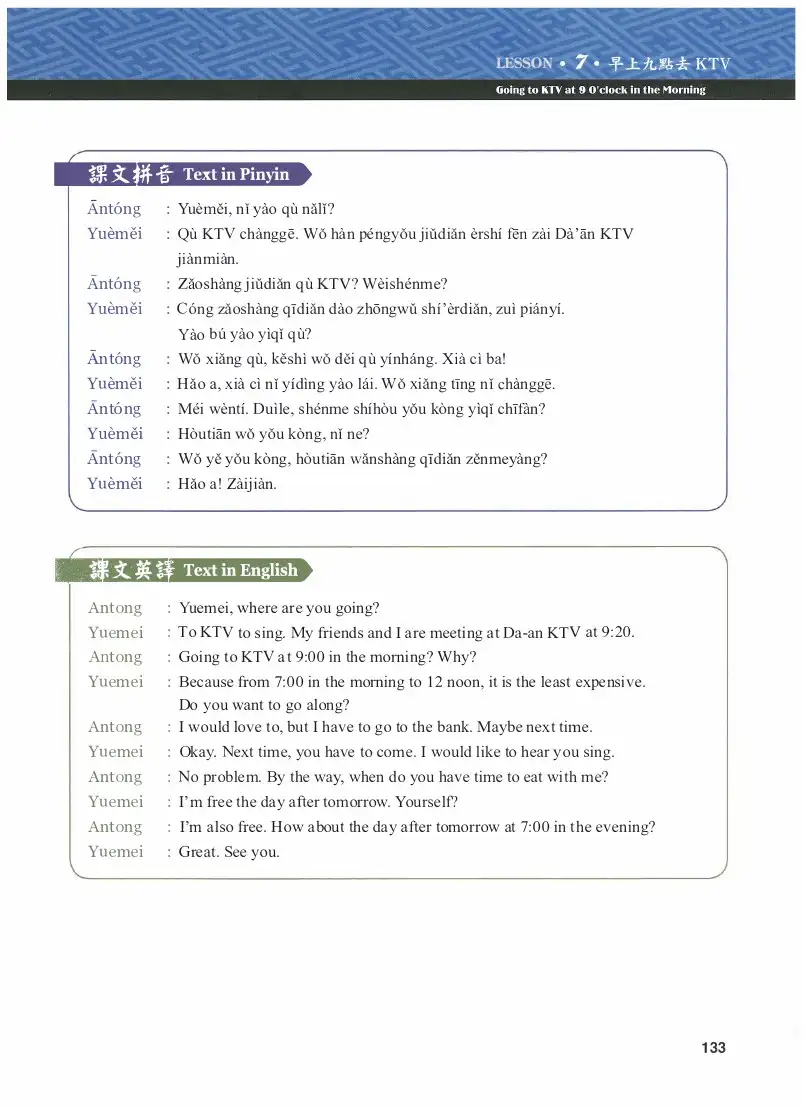 LESSON • 7 • 早上九點去 KTV
Going to KTV at 9 O'clock in the Morning
課文拼音 Text in Pinyin
Āntóng : Yuèměi, nǐ yào qù nǎlǐ?
Yuèměi : Qù KTV chànggē. Wǒ hàn péngyǒu jiǔdiǎn èrshí fēn zài Dà'ān KTV
jiànmiàn.
Āntóng : Zǎoshàng jiǔdiǎn qù KTV? Wèishénme?
Yuèměi : Cóng zǎoshàng qīdiǎn dào zhōngwǔ shí'èrdiǎn, zuì piányí.
Yào bú yào yìqǐ qù?
Āntóng : Wǒ xiǎng qù, kěshì wǒ děi qù yínháng. Xià cì ba!
Yuèměi : Hǎo a, xià cì nǐ yídìng yào lái. Wǒ xiǎng tīng nǐ chànggē.
Āntóng : Méi wèntí. Duìle, shénme shíhòu yǒu kòng yìqǐ chīfàn?
Yuèměi : Hòutiān wǒ yǒu kòng, nǐ ne?
Āntóng : Wǒ yě yǒu kòng, hòutiān wǎnshàng qīdiǎn zěnmeyàng?
Yuèměi : Hǎo a! Zàijiàn.
課文英譯 Text in English
Antong : Yuemei, where are you going?
Yuemei : To KTV to sing. My friends and I are meeting at Da-an KTV at 9:20.
Antong : Going to KTV at 9:00 in the morning? Why?
Yuemei : Because from 7:00 in the morning to 12 noon, it is the least expensive.
Do you want to go along?
Antong : I would love to, but I have to go to the bank. Maybe next time.
Yuemei : Okay. Next time, you have to come. I would like to hear you sing.
Antong : No problem. By the way, when do you have time to eat with me?
Yuemei : I'm free the day after tomorrow. Yourself?
Antong : I'm also free. How about the day after tomorrow at 7:00 in the evening?
Yuemei : Great. See you.
133